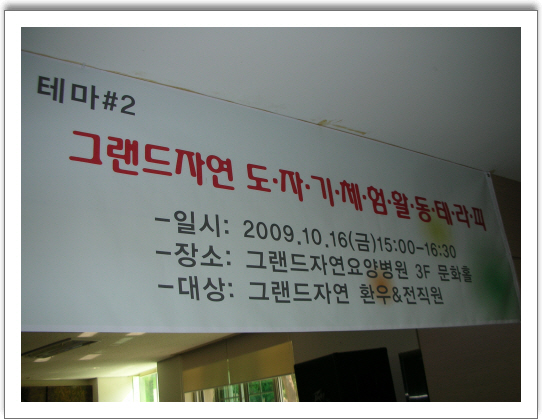 테마#2
그랜드자연 도·자·기·체·험·활·동·테·라·피
-일시: 2009.10.16(금)15:00-16:30
-장소: 그랜드자연요양병원 3F 문화홀
-대상: 그랜드자연 환우&전직원